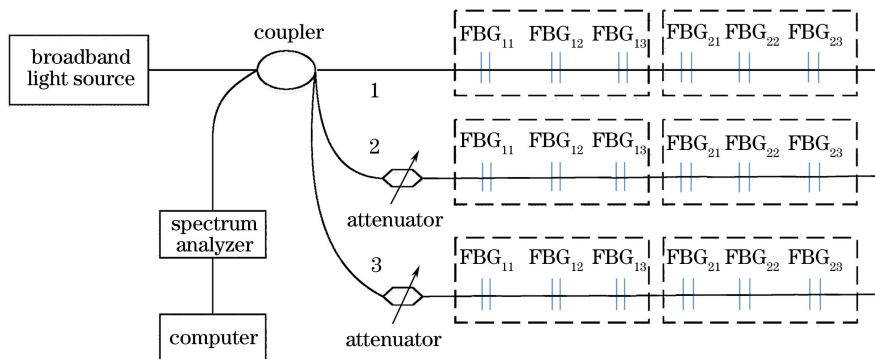 broadband
light source
coupler
1
FBG₁₁ FBG₁₂ FBG₁₃ FBG₂₁ FBG₂₂ FBG₂₃
2
attenuator
FBG₁₁ FBG₁₂ FBG₁₃ FBG₂₁ FBG₂₂ FBG₂₃
spectrum
analyzer
3
attenuator
FBG₁₁ FBG₁₂ FBG₁₃ FBG₂₁ FBG₂₂ FBG₂₃
computer